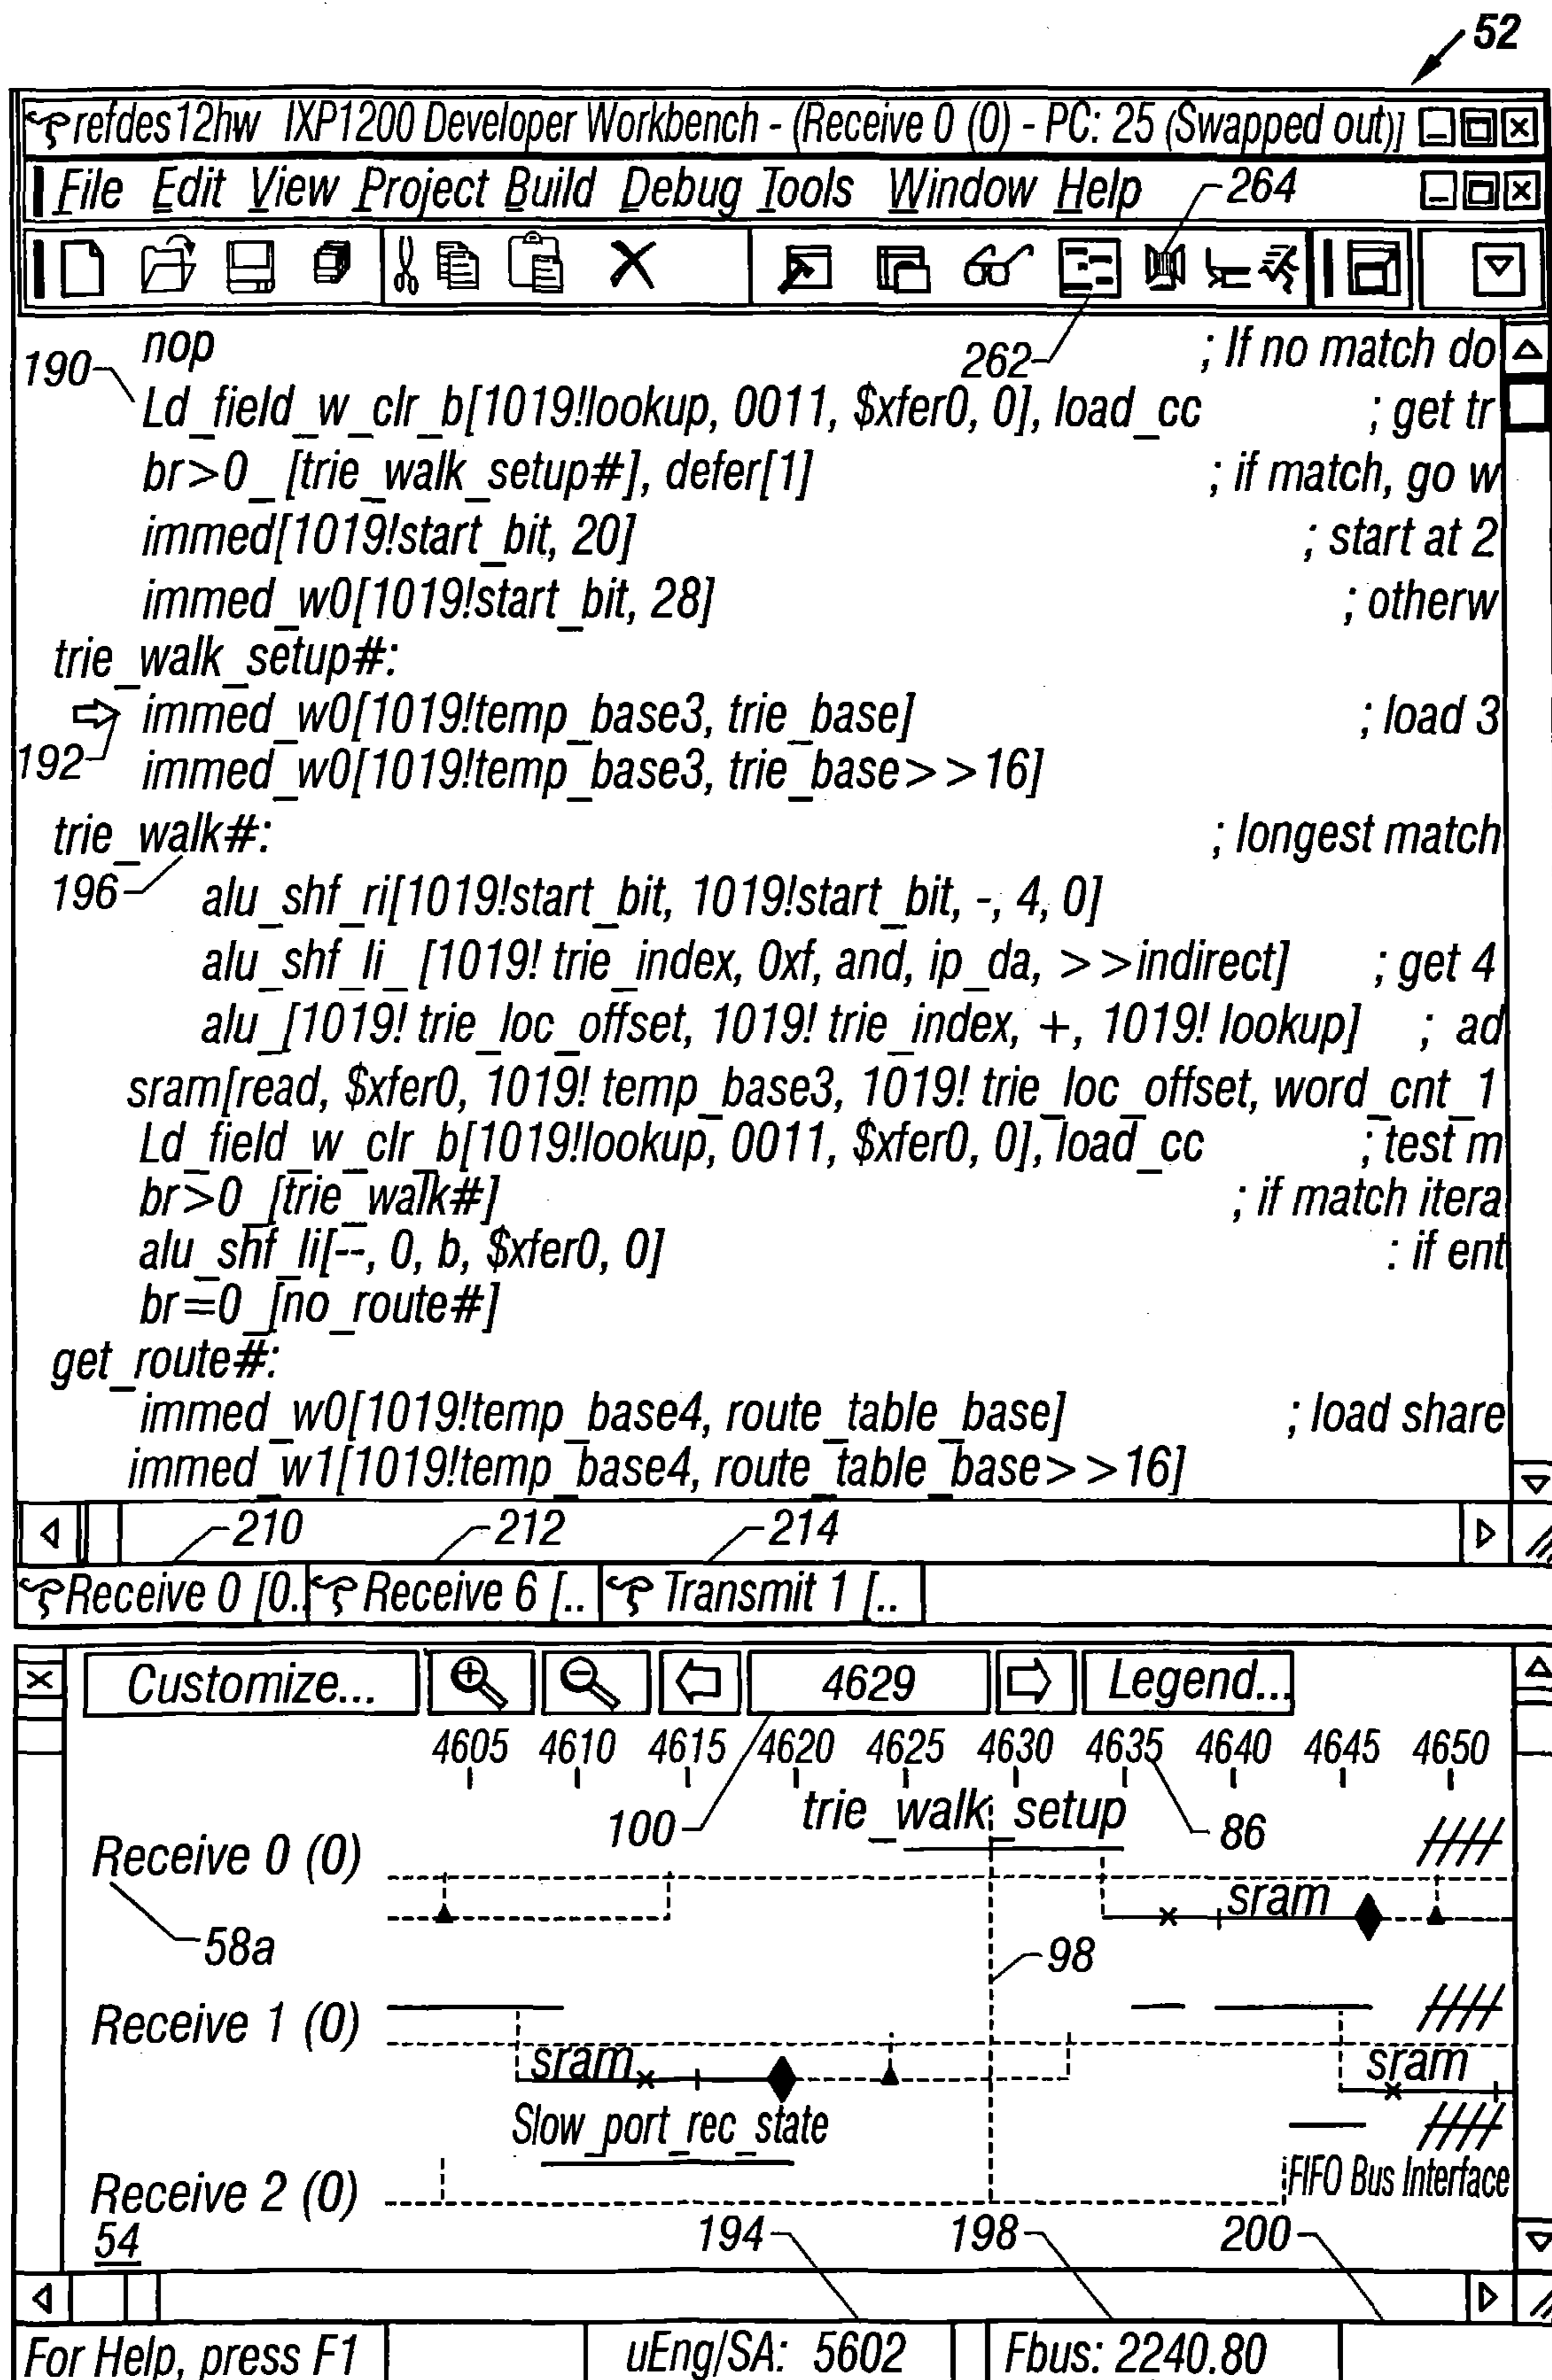 52
refdes12hw IXP1200 Developer Workbench - (Receive 0 (0) - PC: 25 (Swapped out)]
File Edit View Project Build Debug Tools Window Help
264
262
nop ; If no match do
190
Ld_field_w_clr_b[1019!lookup, 0011, $xfer0, 0], load_cc ; get tr
br>0_ [trie_walk_setup#], defer[1] ; if match, go w
immed[1019!start_bit, 20] ; start at 2
immed_w0[1019!start_bit, 28] ; otherw
trie_walk_setup#:
immed_w0[1019!temp_base3, trie_base] ; load 3
192
immed_w0[1019!temp_base3, trie_base>>16]
trie_walk#: ; longest match
196
alu_shf_ri[1019!start_bit, 1019!start_bit, -, 4, 0]
alu_shf_li_ [1019! trie_index, 0xf, and, ip_da, >>indirect] ; get 4
alu_[1019! trie_loc_offset, 1019! trie_index, +, 1019! lookup] ; ad
sram[read, $xfer0, 1019! temp_base3, 1019! trie_loc_offset, word_cnt_1
Ld_field_w_clr_b[1019!lookup, 0011, $xfer0, 0], load_cc ; test m
br>0_[trie_walk#] ; if match itera
alu_shf_li[--, 0, b, $xfer0, 0] : if ent
br=0_[no_route#]
get_route#:
immed_w0[1019!temp_base4, route_table_base] ; load share
immed_w1[1019!temp_base4, route_table_base>>16]
210 212 214
Receive 0 [0.. Receive 6 [.. Transmit 1 [..
Customize... 4629 Legend...
4605 4610 4615 4620 4625 4630 4635 4640 4645 4650
100 trie_walk_setup 86
Receive 0 (0)
sram
58a
98
Receive 1 (0)
sram sram
Slow_port_rec_state
Receive 2 (0) FIFO Bus Interface
54 194 198 200
For Help, press F1 uEng/SA: 5602 Fbus: 2240.80